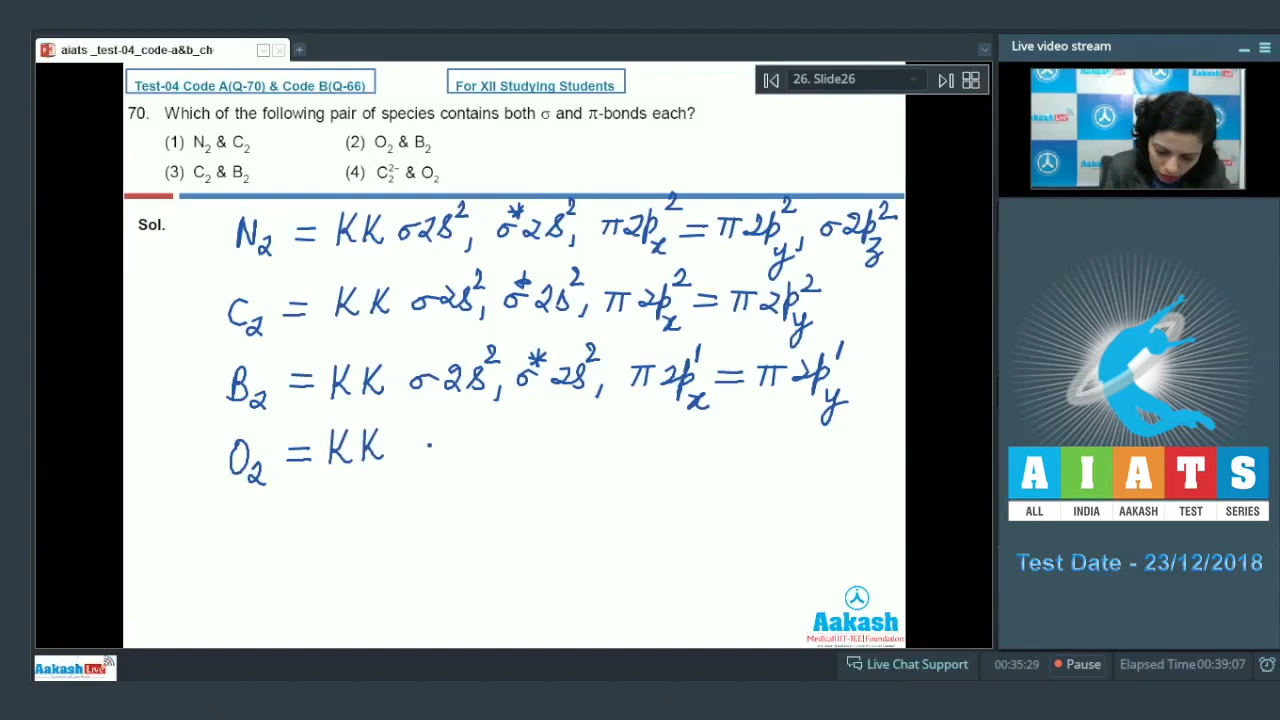 aiats _test-04_code-a&b_ch
Live video stream
Test-04 Code A(Q-70) & Code B(Q-66)
For XII Studying Students
26. Slide26
70. Which of the following pair of species contains both σ and π-bonds each?
(1) N₂ & C₂ (2) O₂ & B₂
(3) C₂ & B₂ (4) C₂²⁻ & O₂
Sol.
N₂ = KK σ2s², σ*2s², π2pₓ² = π2p_y², σ2p_z²
C₂ = KK σ2s², σ*2s², π2pₓ² = π2p_y²
B₂ = KK σ2s², σ*2s², π2pₓ¹ = π2p_y¹
O₂ = KK
A I A T S
ALL INDIA AAKASH TEST SERIES
Test Date - 23/12/2018
Aakash
Medical|IIT-JEE|Foundation
Aakash Live
Live Chat Support
00:35:29
Pause
Elapsed Time 00:39:07